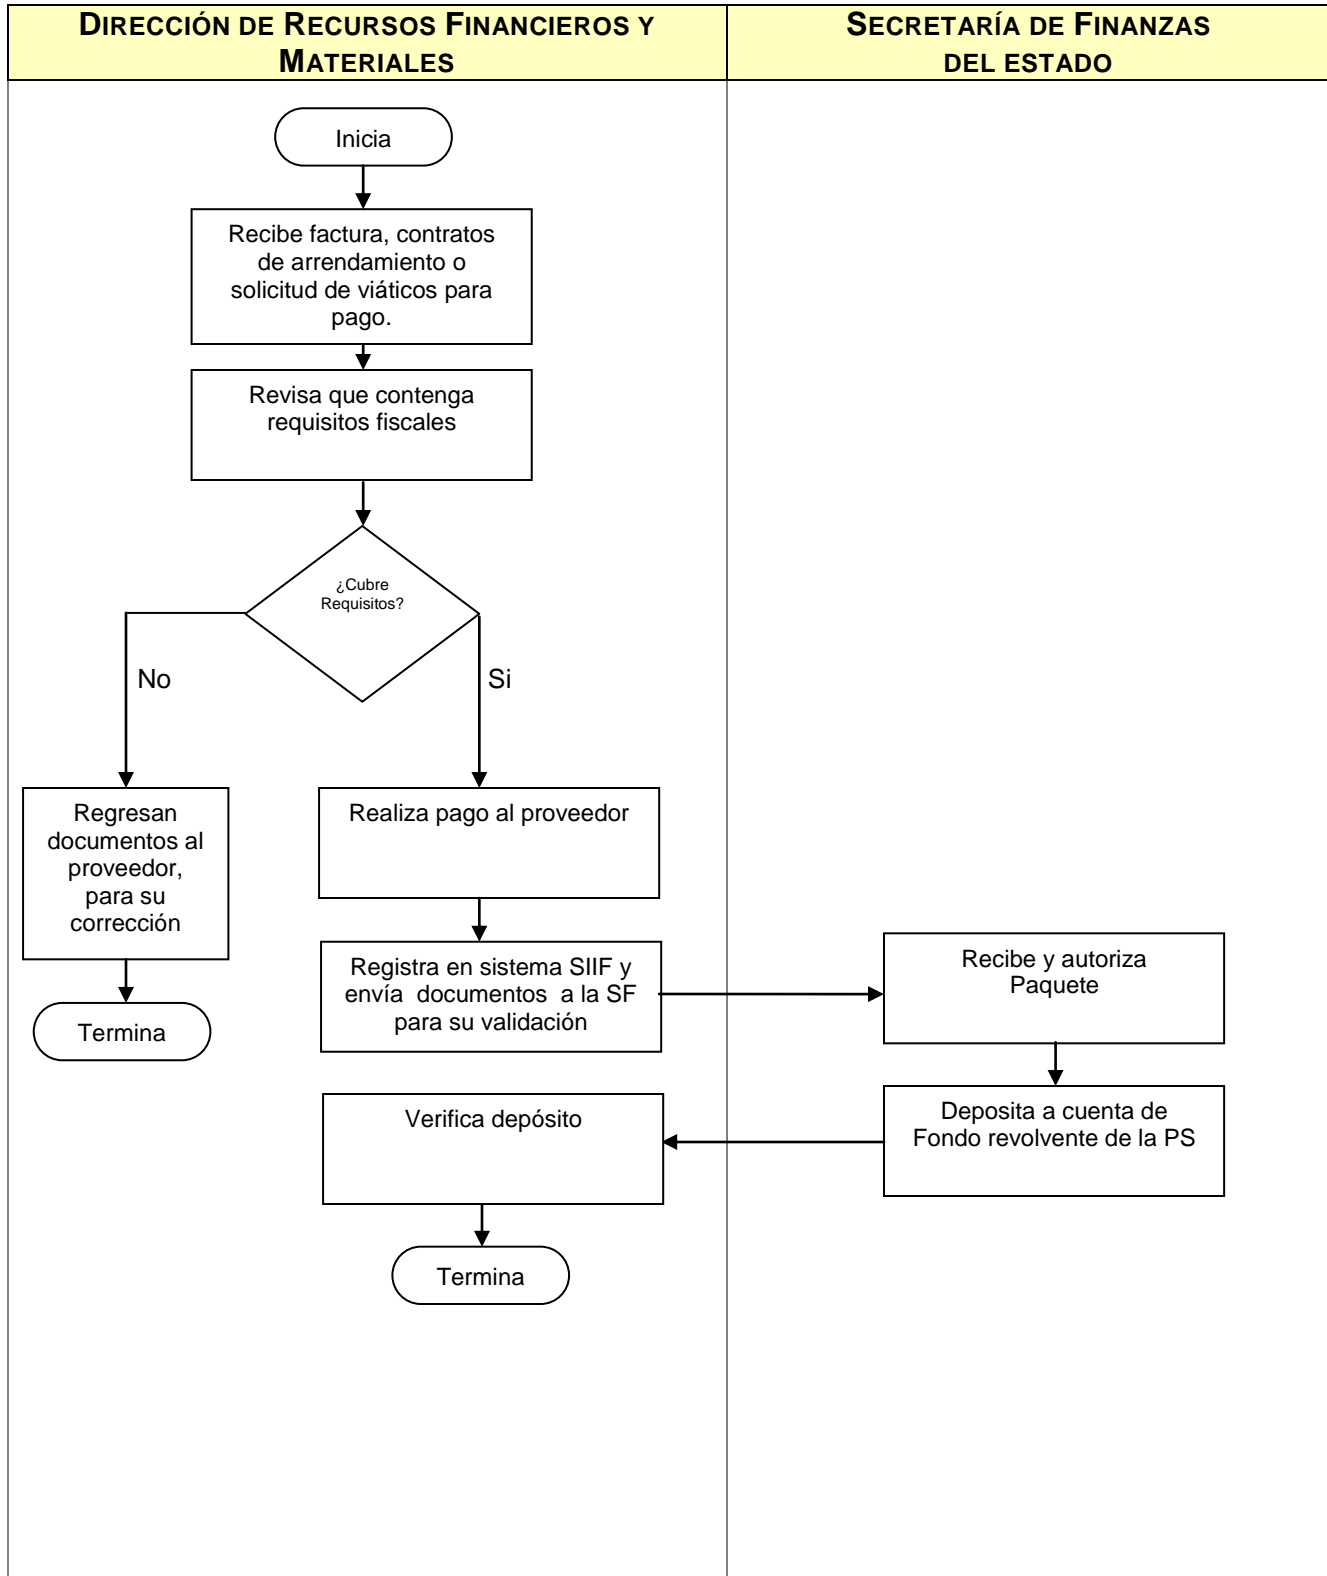 DIRECCIÓN DE RECURSOS FINANCIEROS Y
MATERIALES
SECRETARÍA DE FINANZAS
DEL ESTADO
Inicia
Recibe factura, contratos
de arrendamiento o
solicitud de viáticos para
pago.
Revisa que contenga
requisitos fiscales
¿Cubre
Requisitos?
No
Si
Regresan
documentos al
proveedor,
para su
corrección
Realiza pago al proveedor
Registra en sistema SIIF y
envía documentos a la SF
para su validación
Recibe y autoriza
Paquete
Termina
Verifica depósito
Deposita a cuenta de
Fondo revolvente de la PS
Termina